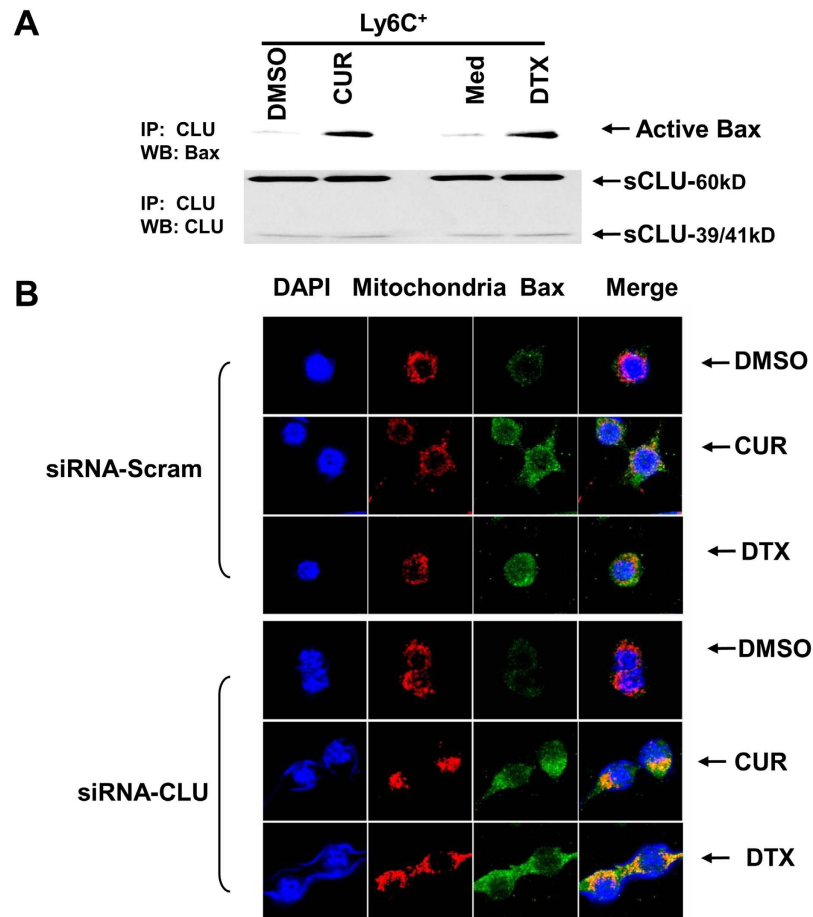 A
Ly6C+
DMSO
CUR
Med
DTX
IP: CLU
WB: Bax
Active Bax
IP: CLU
WB: CLU
sCLU-60kD
sCLU-39/41kD
B
DAPI Mitochondria Bax Merge
siRNA-Scram
DMSO
CUR
DTX
siRNA-CLU
DMSO
CUR
DTX